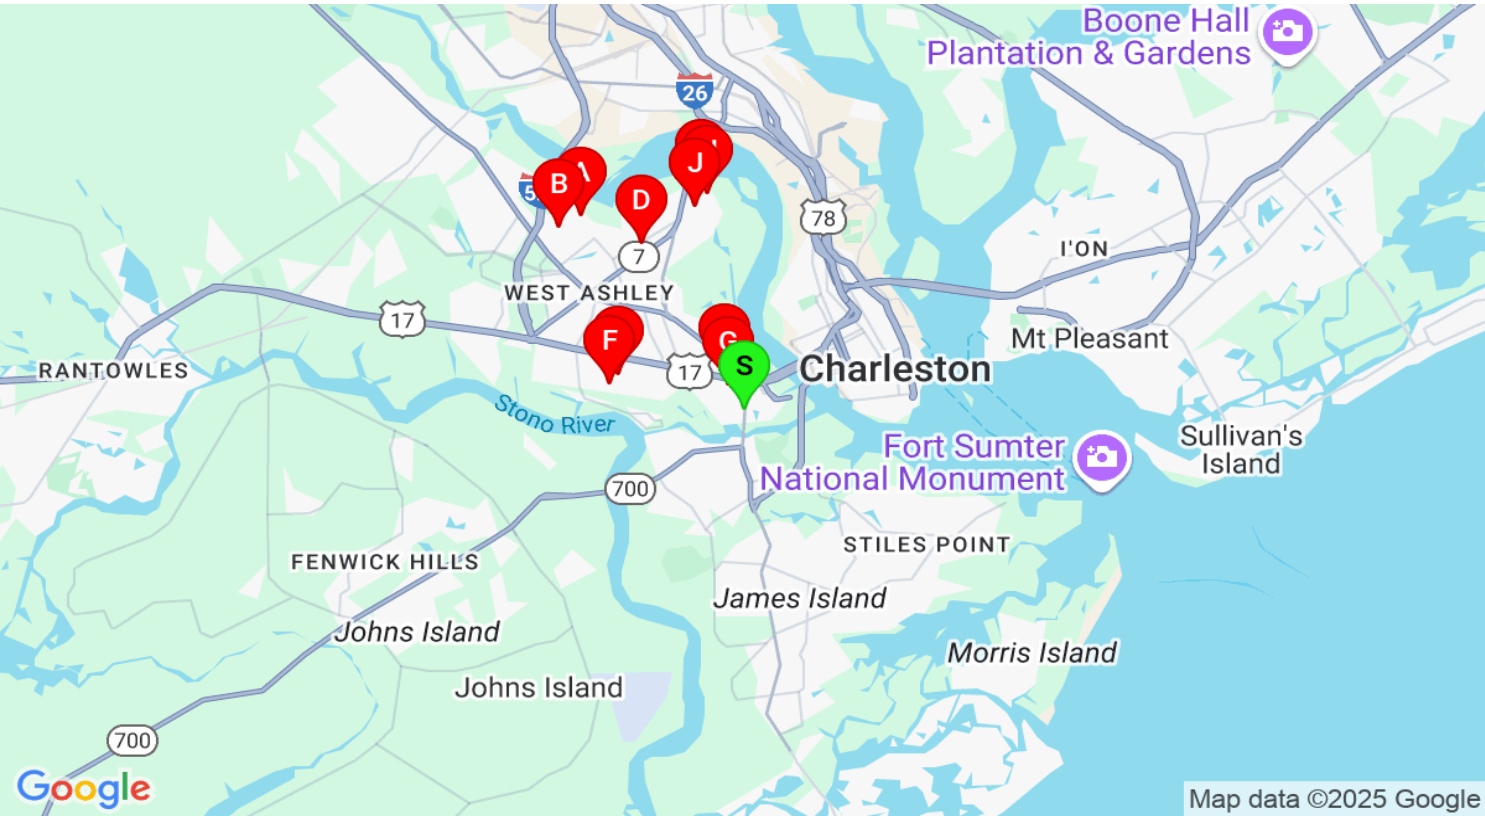 Boone Hall
Plantation & Gardens
26
J
A
B
5
D
78
7
I'ON
WEST ASHLEY
17
F
G
Mt Pleasant
RANTOWLES
17
S
Charleston
Stono River
Sullivan's
Island
Fort Sumter
National Monument
700
STILES POINT
FENWICK HILLS
James Island
Johns Island
Morris Island
Johns Island
700
Google
Map data ©2025 Google